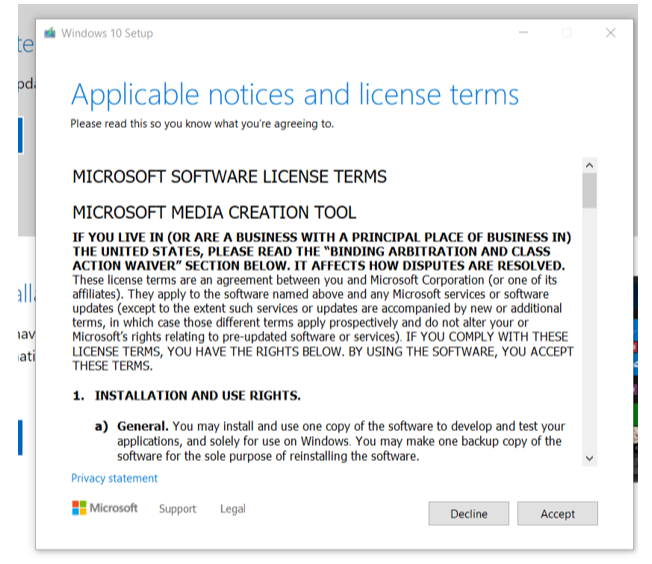 Windows 10 Setup
Applicable notices and license terms
Please read this so you know what you're agreeing to.
MICROSOFT SOFTWARE LICENSE TERMS
MICROSOFT MEDIA CREATION TOOL
IF YOU LIVE IN (OR ARE A BUSINESS WITH A PRINCIPAL PLACE OF BUSINESS IN)
THE UNITED STATES, PLEASE READ THE “BINDING ARBITRATION AND CLASS
ACTION WAIVER” SECTION BELOW. IT AFFECTS HOW DISPUTES ARE RESOLVED.
These license terms are an agreement between you and Microsoft Corporation (or one of its
affiliates). They apply to the software named above and any Microsoft services or software
updates (except to the extent such services or updates are accompanied by new or additional
terms, in which case those different terms apply prospectively and do not alter your or
Microsoft’s rights relating to pre-updated software or services). IF YOU COMPLY WITH THESE
LICENSE TERMS, YOU HAVE THE RIGHTS BELOW. BY USING THE SOFTWARE, YOU ACCEPT
THESE TERMS.
1. INSTALLATION AND USE RIGHTS.
a) General. You may install and use one copy of the software to develop and test your
applications, and solely for use on Windows. You may make one backup copy of the
software for the sole purpose of reinstalling the software.
Privacy statement
Microsoft Support Legal
Decline Accept